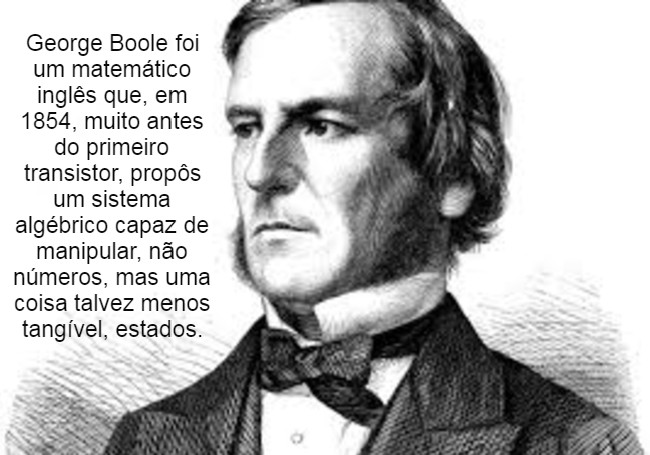 George Boole foi
um matemático
inglês que, em
1854, muito antes
do primeiro
transistor, propôs
um sistema
algébrico capaz de
manipular, não
números, mas uma
coisa talvez menos
tangível, estados.